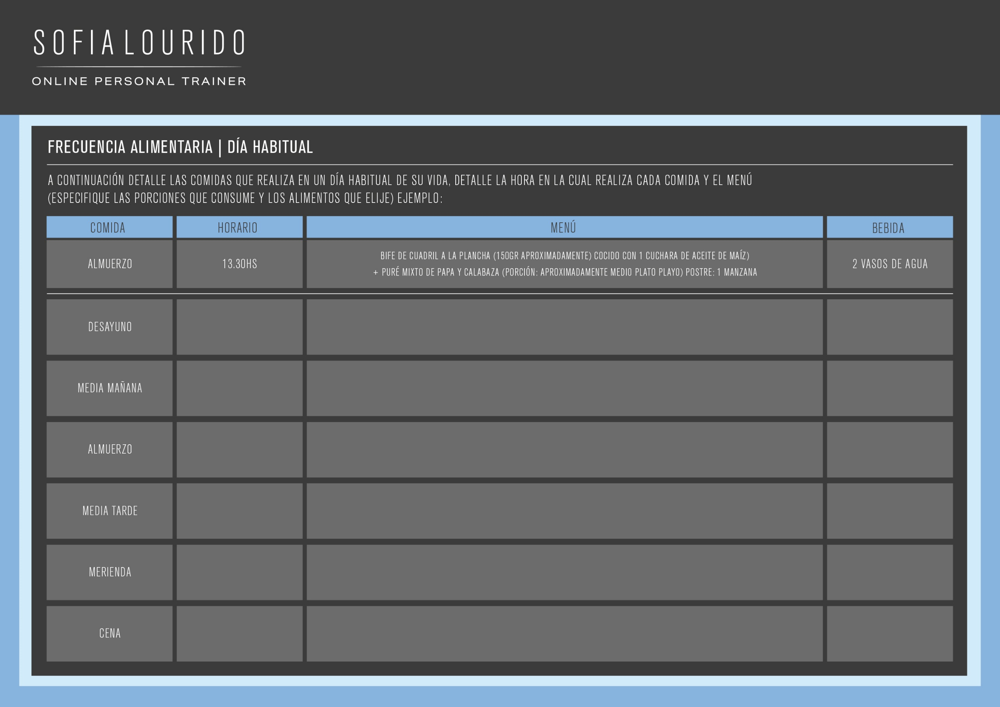 SOFIA LOURIDO
ONLINE PERSONAL TRAINER
FRECUENCIA ALIMENTARIA | DÍA HABITUAL
A CONTINUACIÓN DETALLE LAS COMIDAS QUE REALIZA EN UN DÍA HABITUAL DE SU VIDA, DETALLE LA HORA EN LA CUAL REALIZA CADA COMIDA Y EL MENÚ
(ESPECIFIQUE LAS PORCIONES QUE CONSUME Y LOS ALIMENTOS QUE ELIJE) EJEMPLO:
COMIDA HORARIO MENÚ BEBIDA
ALMUERZO 13.30HS BIFE DE CUADRIL A LA PLANCHA (150GR APROXIMADAMENTE) COCIDO CON 1 CUCHARA DE ACEITE DE MAÍZ)
+ PURÉ MIXTO DE PAPA Y CALABAZA (PORCIÓN: APROXIMADAMENTE MEDIO PLATO PLAYO) POSTRE: 1 MANZANA
2 VASOS DE AGUA
DESAYUNO
MEDIA MAÑANA
ALMUERZO
MEDIA TARDE
MERIENDA
CENA